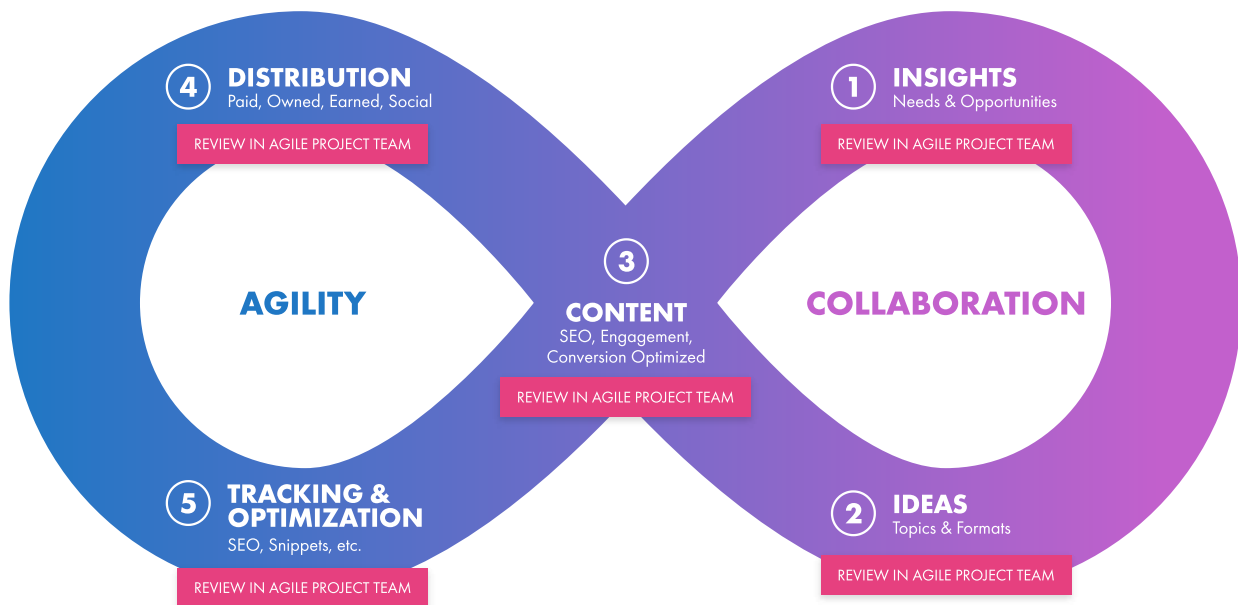 4
DISTRIBUTION
Paid, Owned, Earned, Social
REVIEW IN AGILE PROJECT TEAM
1
INSIGHTS
Needs & Opportunities
REVIEW IN AGILE PROJECT TEAM
AGILITY
3
CONTENT
SEO, Engagement,
Conversion Optimized
REVIEW IN AGILE PROJECT TEAM
COLLABORATION
5
TRACKING &
OPTIMIZATION
SEO, Snippets, etc.
REVIEW IN AGILE PROJECT TEAM
2
IDEAS
Topics & Formats
REVIEW IN AGILE PROJECT TEAM